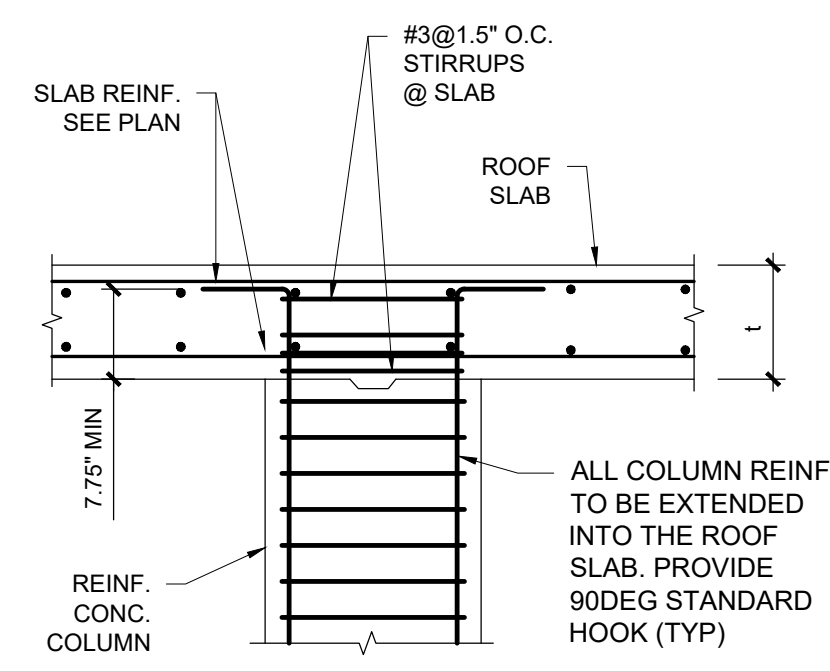 #3@1.5" O.C.
STIRRUPS
@ SLAB
SLAB REINF.
SEE PLAN
ROOF
SLAB
t
7.75" MIN
ALL COLUMN REINF
TO BE EXTENDED
INTO THE ROOF
SLAB. PROVIDE
90DEG STANDARD
HOOK (TYP)
REINF.
CONC.
COLUMN